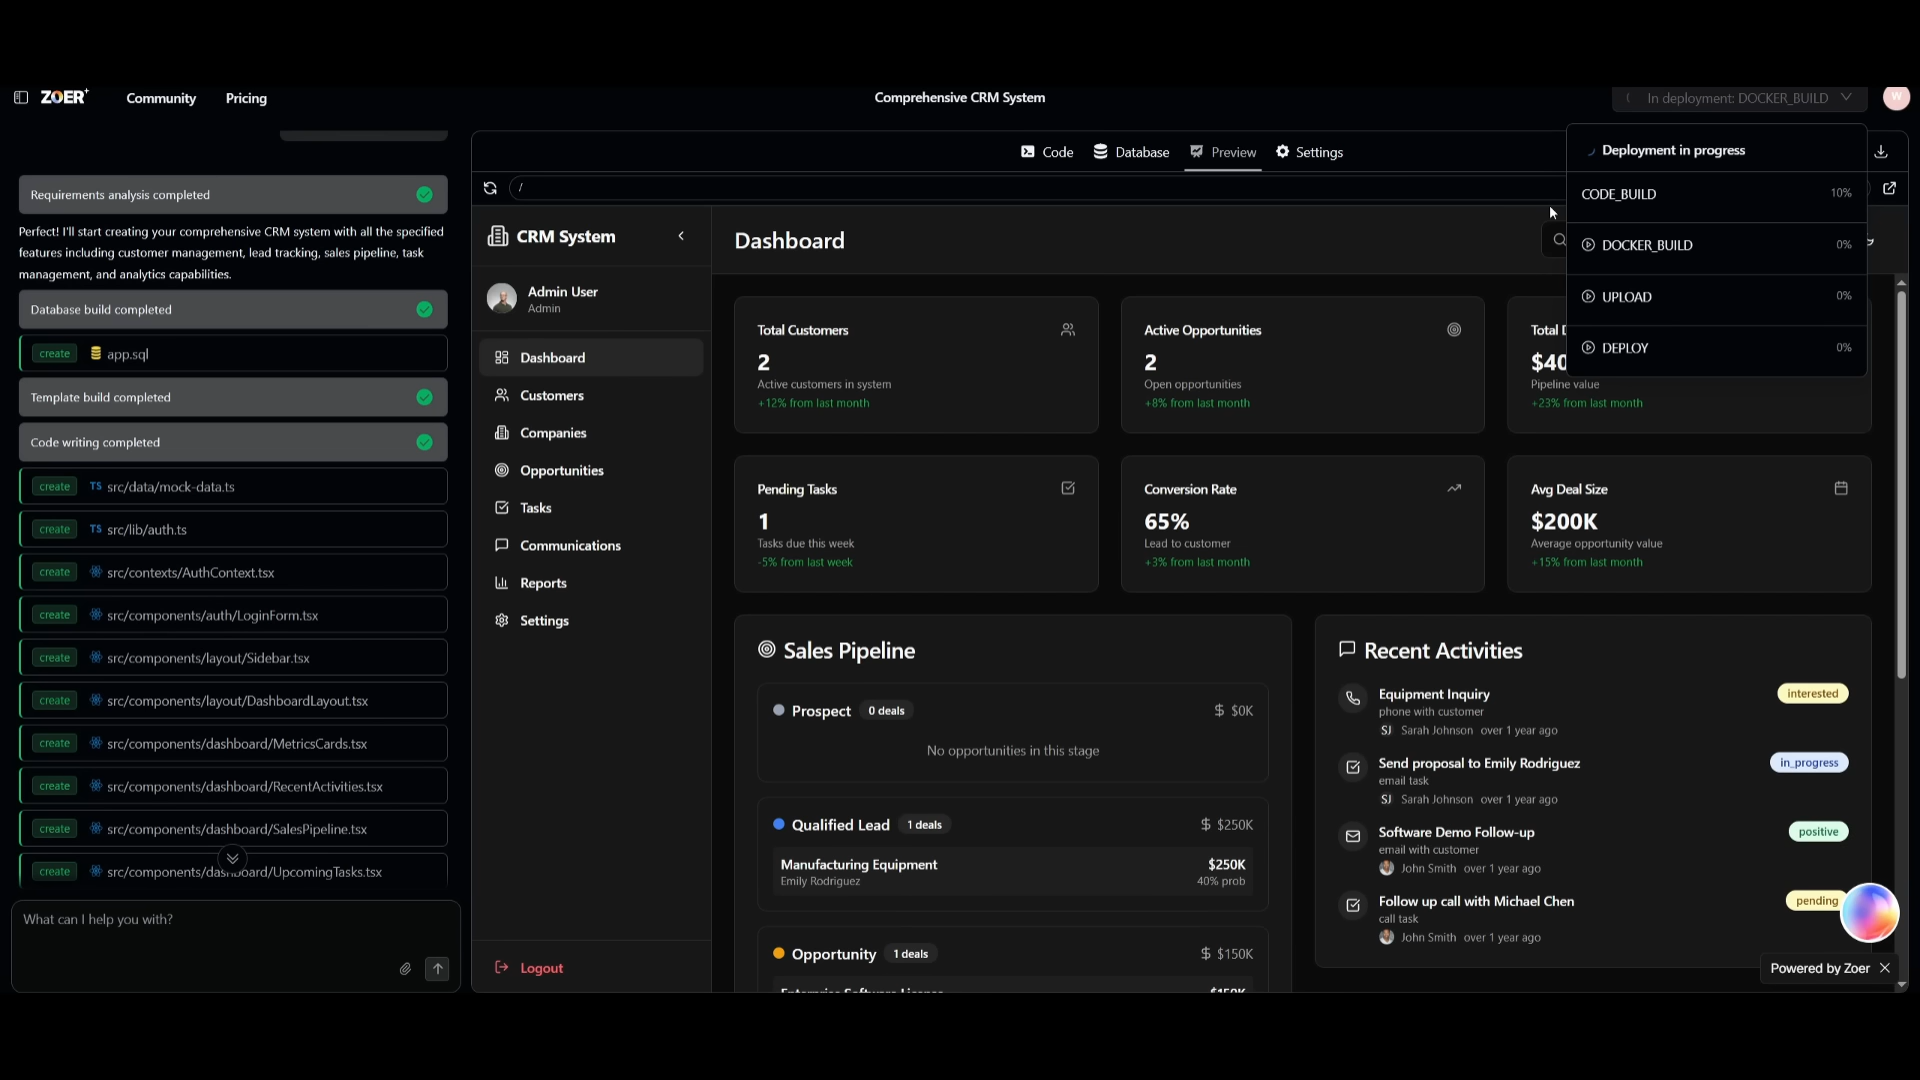 ZOER+
Community
Pricing
Comprehensive CRM System
In deployment: DOCKER_BUILD
W
Requirements analysis completed
Perfect! I'll start creating your comprehensive CRM system with all the specified
features including customer management, lead tracking, sales pipeline, task
management, and analytics capabilities.
Database build completed
create app.sql
Template build completed
Code writing completed
create TS src/data/mock-data.ts
create TS src/lib/auth.ts
create src/contexts/AuthContext.tsx
create src/components/auth/LoginForm.tsx
create src/components/layout/Sidebar.tsx
create src/components/layout/DashboardLayout.tsx
create src/components/dashboard/MetricsCards.tsx
create src/components/dashboard/RecentActivities.tsx
create src/components/dashboard/SalesPipeline.tsx
create src/components/dashboard/UpcomingTasks.tsx
What can I help you with?
Code
Database
Preview
Settings
/
Deployment in progress
CODE_BUILD 10%
DOCKER_BUILD 0%
UPLOAD 0%
DEPLOY 0%
CRM System
Admin User
Admin
Dashboard
Customers
Companies
Opportunities
Tasks
Communications
Reports
Settings
Logout
Dashboard
Total Customers
2
Active customers in system
+12% from last month
Active Opportunities
2
Open opportunities
+8% from last month
Total
$40
Pipeline value
+23% from last month
Pending Tasks
1
Tasks due this week
-5% from last week
Conversion Rate
65%
Lead to customer
+3% from last month
Avg Deal Size
$200K
Average opportunity value
+15% from last month
Sales Pipeline
Prospect 0 deals $ $0K
No opportunities in this stage
Qualified Lead 1 deals $ $250K
Manufacturing Equipment $250K
Emily Rodriguez 40% prob
Opportunity 1 deals $ $150K
Enterprise Software License $150K
Recent Activities
Equipment Inquiry interested
phone with customer
SJ Sarah Johnson over 1 year ago
Send proposal to Emily Rodriguez in_progress
email task
SJ Sarah Johnson over 1 year ago
Software Demo Follow-up positive
email with customer
John Smith over 1 year ago
Follow up call with Michael Chen pending
call task
John Smith over 1 year ago
Powered by Zoer